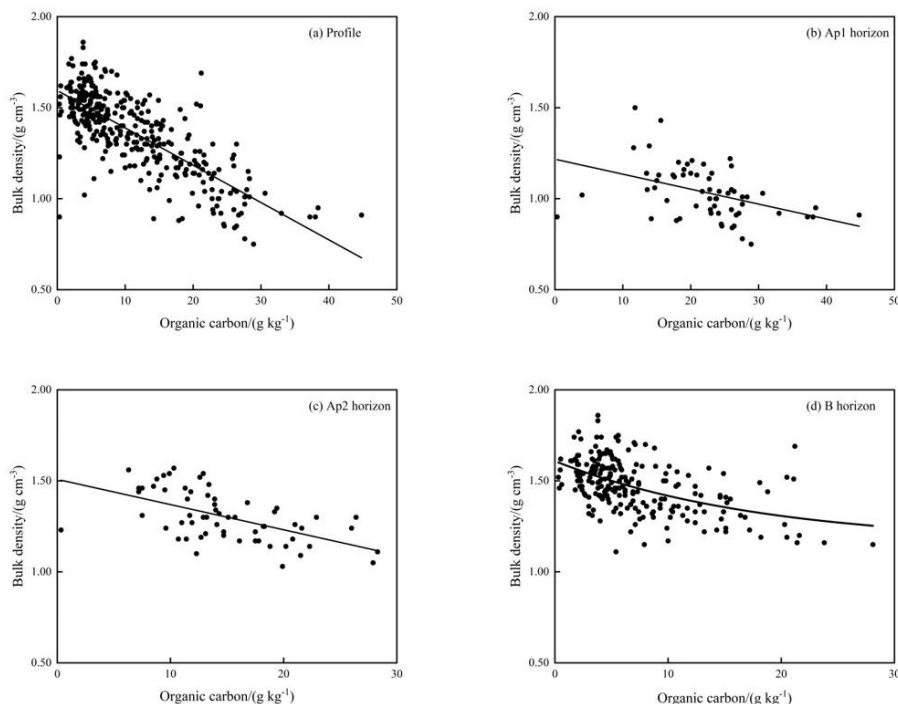 2.00
(a) Profile
1.50
1.00
0.50
0 10 20 30 40 50
Bulk density/(g cm⁻³)
Organic carbon/(g kg⁻¹)
2.00
(b) Ap1 horizon
1.50
1.00
0.50
0 10 20 30 40 50
Bulk density/(g cm⁻³)
Organic carbon/(g kg⁻¹)
2.00
(c) Ap2 horizon
1.50
1.00
0.50
0 10 20 30
Bulk density/(g cm⁻³)
Organic carbon/(g kg⁻¹)
2.00
(d) B horizon
1.50
1.00
0.50
0 10 20 30
Bulk density/(g cm⁻³)
Organic carbon/(g kg⁻¹)